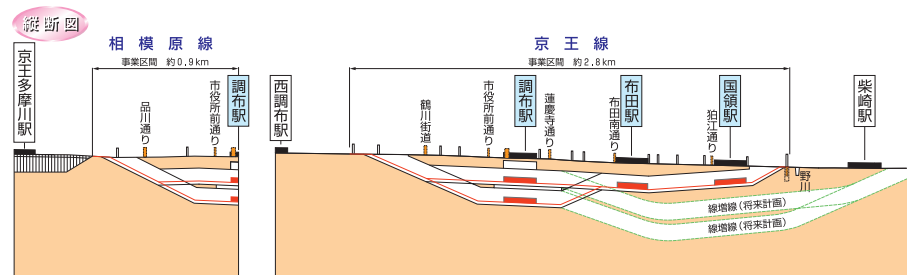 縦断図
相模原線
事業区間 約0.9km
京王線
事業区間 約2.8km
京王多摩川駅
品川通り
市役所前通り
調布駅
西調布駅
鶴川街道
市役所前通り
調布駅
蓮慶寺通り
布田南通り
布田駅
狛江通り
国領駅
野川
柴崎駅
線増線(将来計画)
線増線(将来計画)